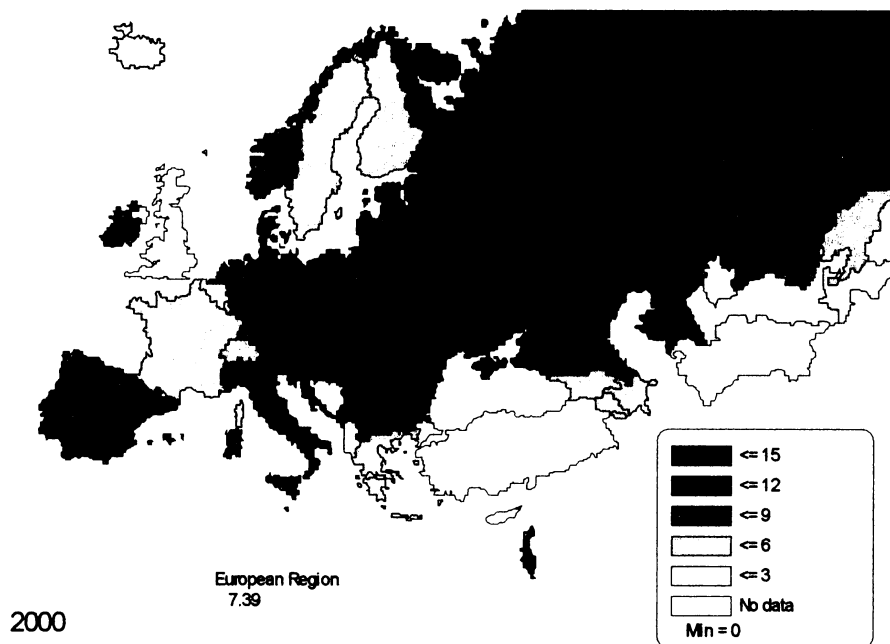 <= 15
<= 12
<= 9
<= 6
<= 3
No data
Min = 0
European Region
7.39
2000